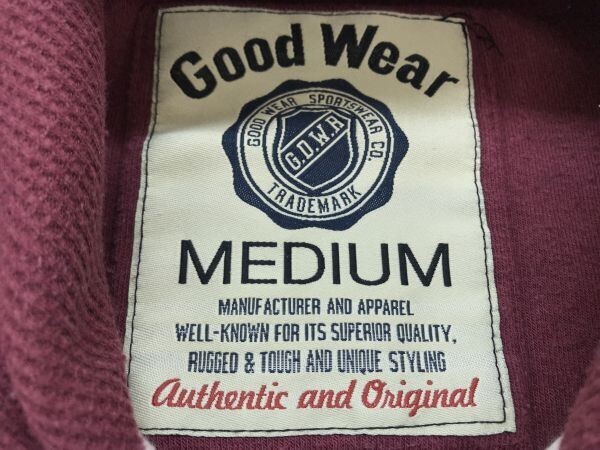 Good Wear
GOOD WEAR SPORTSWEAR CO.
G.D.W.R
TRADEMARK
MEDIUM
MANUFACTURER AND APPAREL
WELL-KNOWN FOR ITS SUPERIOR QUALITY,
RUGGED & TOUGH AND UNIQUE STYLING
Authentic and Original